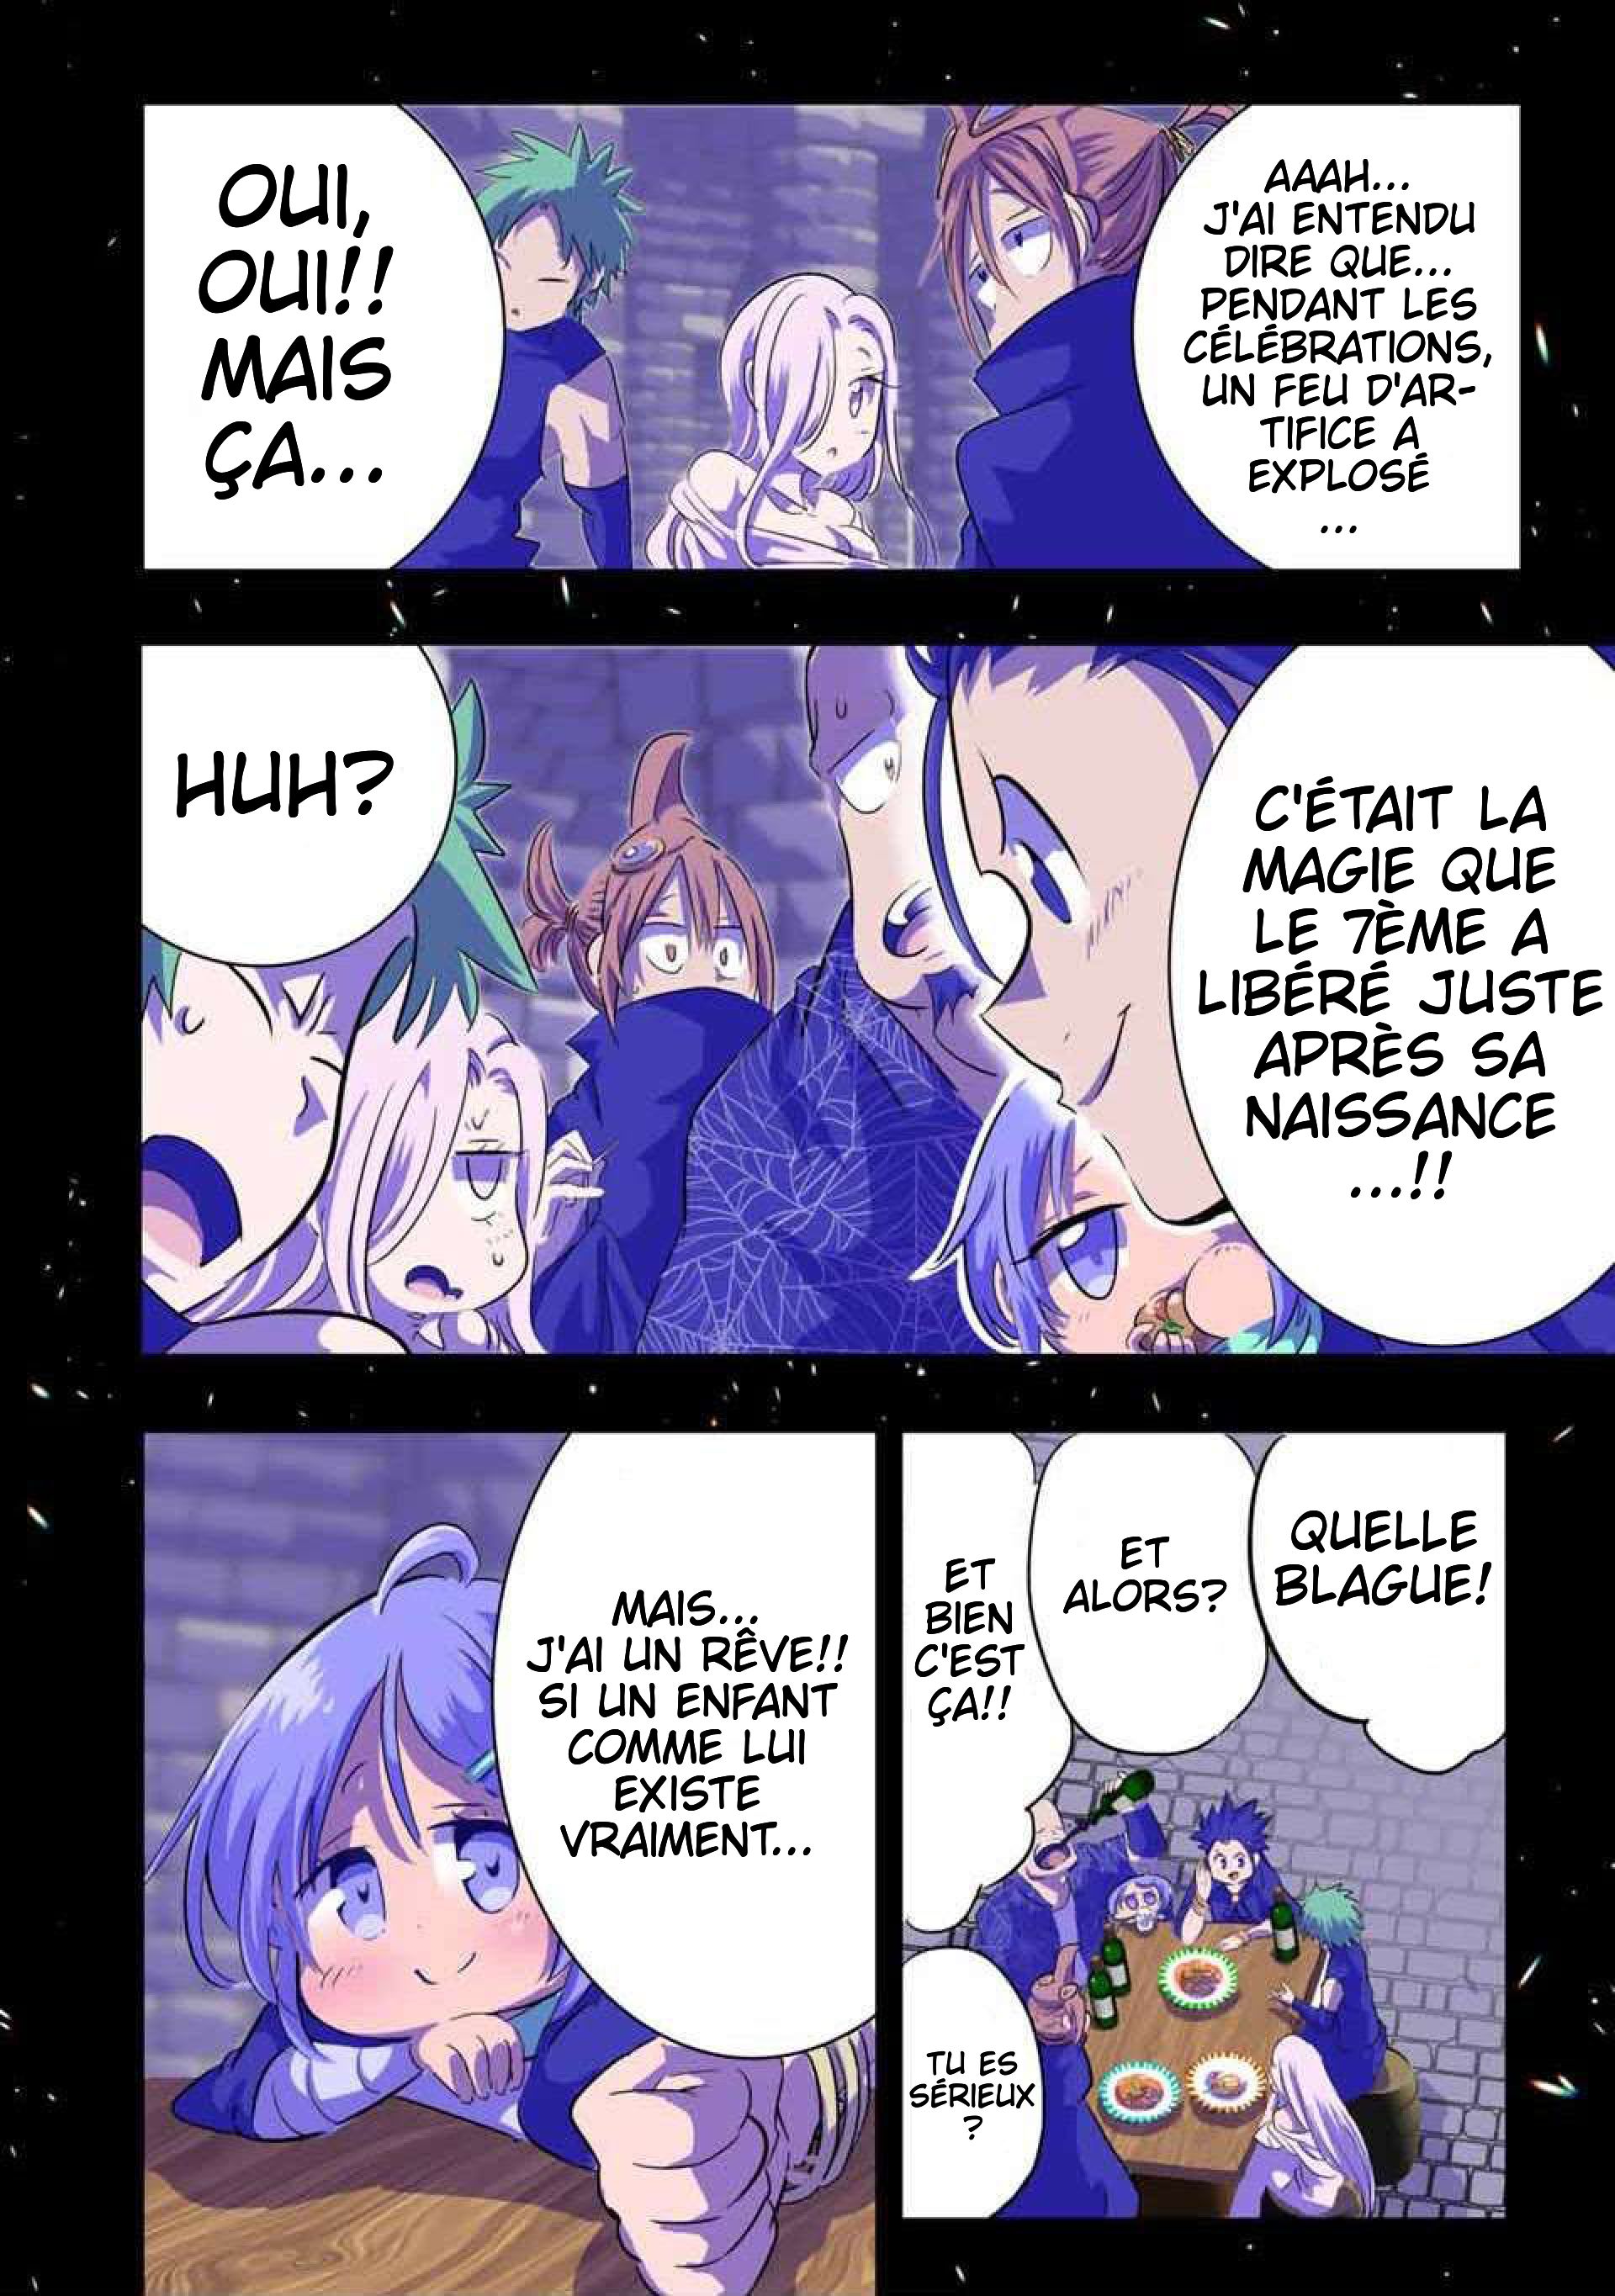 AAAH...
J'AI ENTENDU
DIRE QUE...
PENDANT LES
CÉLÉBRATIONS,
UN FEU D'AR-
TIFICE A
EXPLOSÉ
...
OUI,
OUI!!
MAIS
ÇA...
C'ÉTAIT LA
MAGIE QUE
LE 7ÈME A
LIBÉRÉ JUSTE
APRÈS SA
NAISSANCE
...!!
HUH?
QUELLE
BLAGUE!
ET
ALORS?
ET
BIEN
C'EST
ÇA!!
TU ES
SÉRIEUX
?
MAIS...
J'AI UN RÊVE!!
SI UN ENFANT
COMME LUI
EXISTE
VRAIMENT...